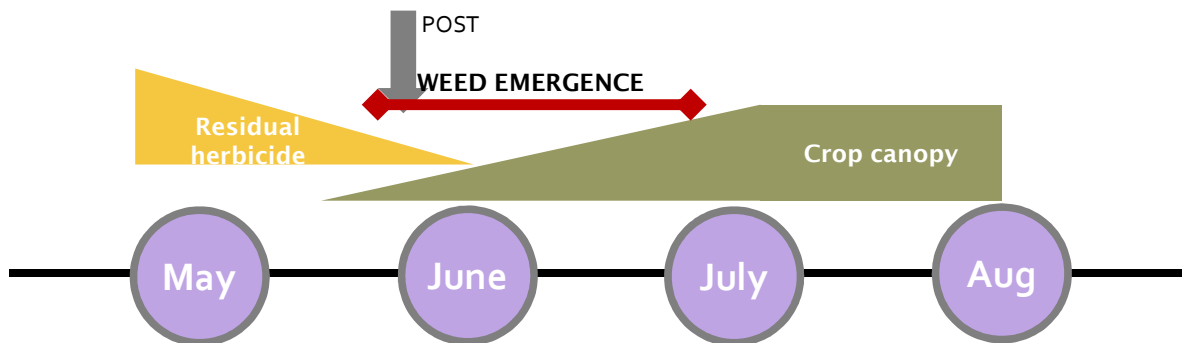 POST
WEED EMERGENCE
Residual
herbicide
Crop canopy
May
June
July
Aug